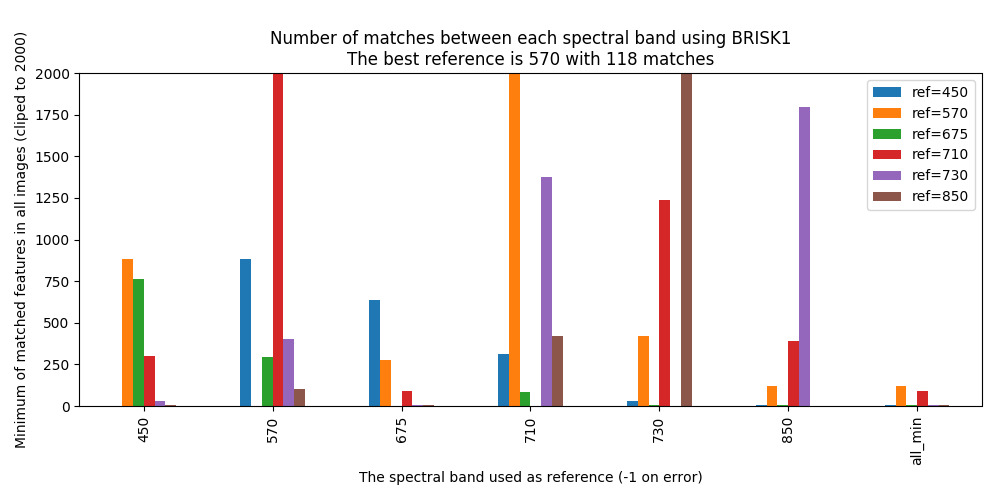 Number of matches between each spectral band using BRISK1
The best reference is 570 with 118 matches
Minimum of matched features in all images (cliped to 2000)
2000
1750
1500
1250
1000
750
500
250
0
ref=450
ref=570
ref=675
ref=710
ref=730
ref=850
450
570
675
710
730
850
all_min
The spectral band used as reference (-1 on error)